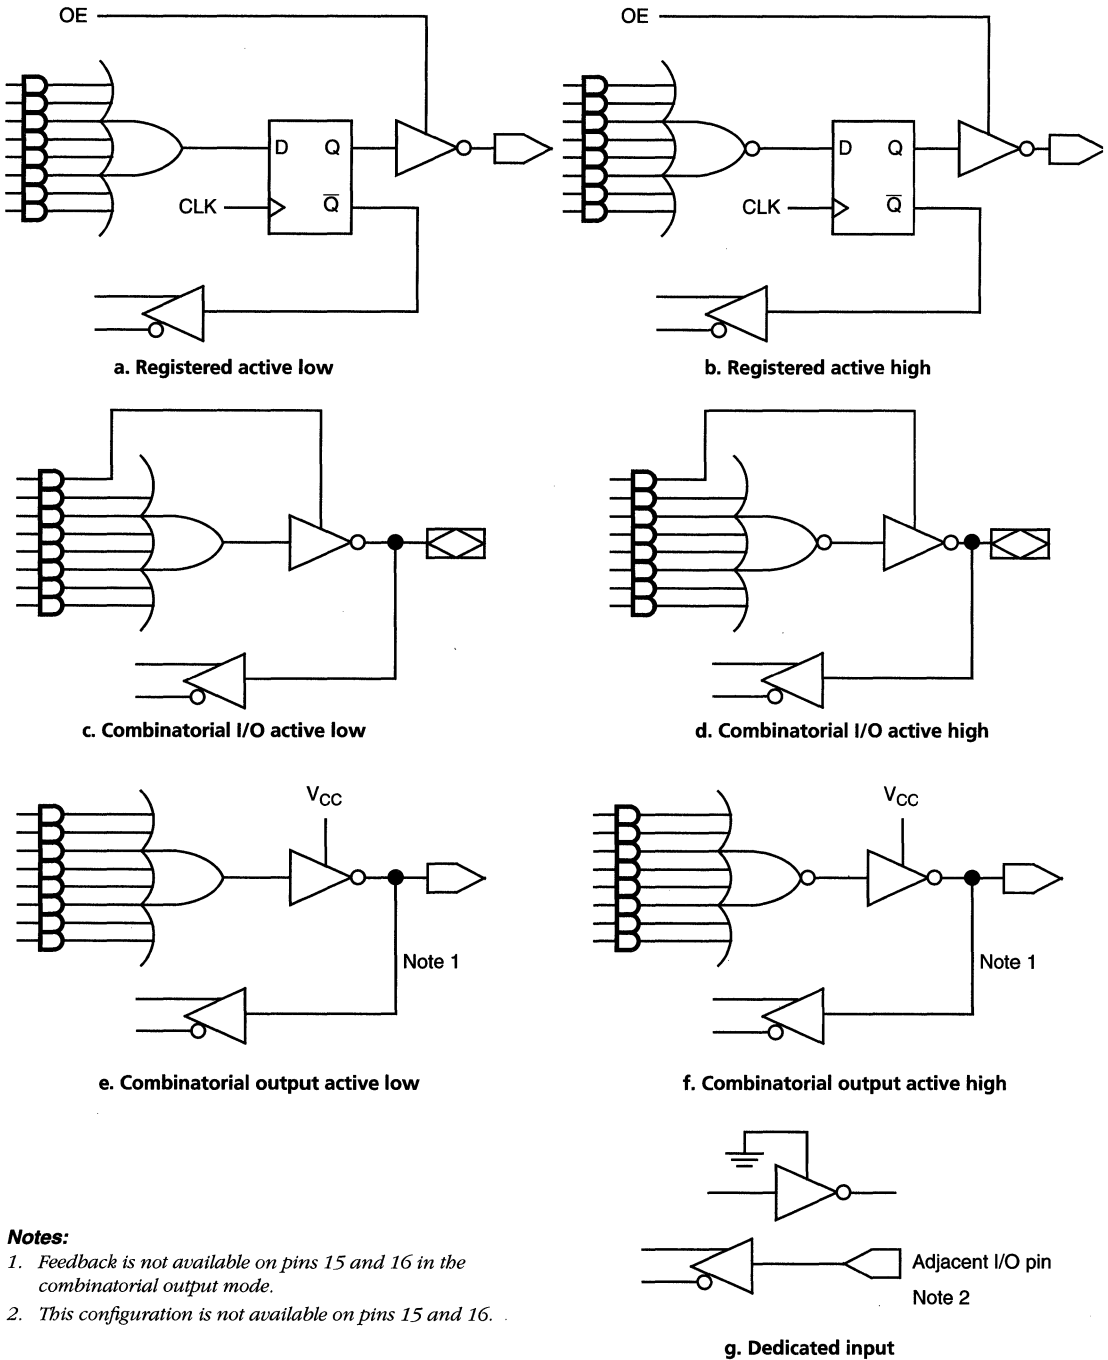 OE
OE
D Q
D Q
CLK
Q̅
CLK
Q̅
a. Registered active low
b. Registered active high
c. Combinatorial I/O active low
d. Combinatorial I/O active high
VCC
VCC
Note 1
Note 1
e. Combinatorial output active low
f. Combinatorial output active high
Notes:
1. Feedback is not available on pins 15 and 16 in the
combinatorial output mode.
2. This configuration is not available on pins 15 and 16.
Adjacent I/O pin
Note 2
g. Dedicated input